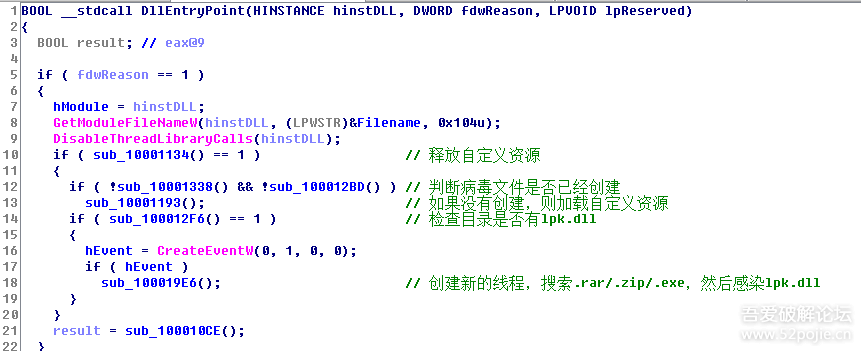 1 BOOL __stdcall DllEntryPoint(HINSTANCE hinstDLL, DWORD fdwReason, LPVOID lpReserved)
2 {
3 BOOL result; // eax@9
4
5 if ( fdwReason == 1 )
6 {
7 hModule = hinstDLL;
8 GetModuleFileNameW(hinstDLL, (LPWSTR)&Filename, 0x104u);
9 DisableThreadLibraryCalls(hinstDLL);
10 if ( sub_10001134() == 1 ) // 释放自定义资源
11 {
12 if ( !sub_10001338() && !sub_100012BD() ) // 判断病毒文件是否已经创建
13 sub_10001193(); // 如果没有创建，则加载自定义资源
14 if ( sub_100012F6() == 1 ) // 检查目录是否有lpk.dll
15 {
16 hEvent = CreateEventW(0, 1, 0, 0);
17 if ( hEvent )
18 sub_100019E6(); // 创建新的线程，搜索.rar/.zip/.exe，然后感染lpk.dll
19 }
20 }
21 result = sub_100010CE();
22 }
吾爱破解论坛
www.52pojie.cn